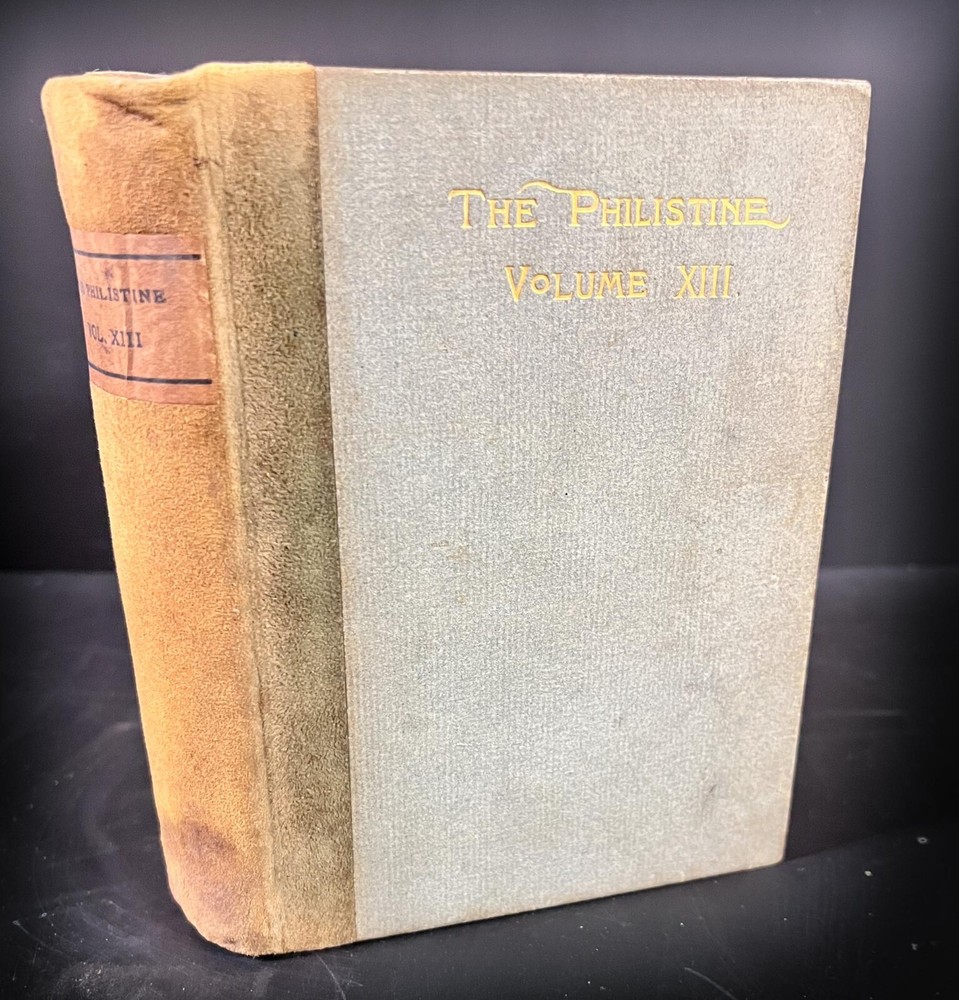 PHILISTINE
VOL. XIII
THE PHILISTINE
VOLUME XIII